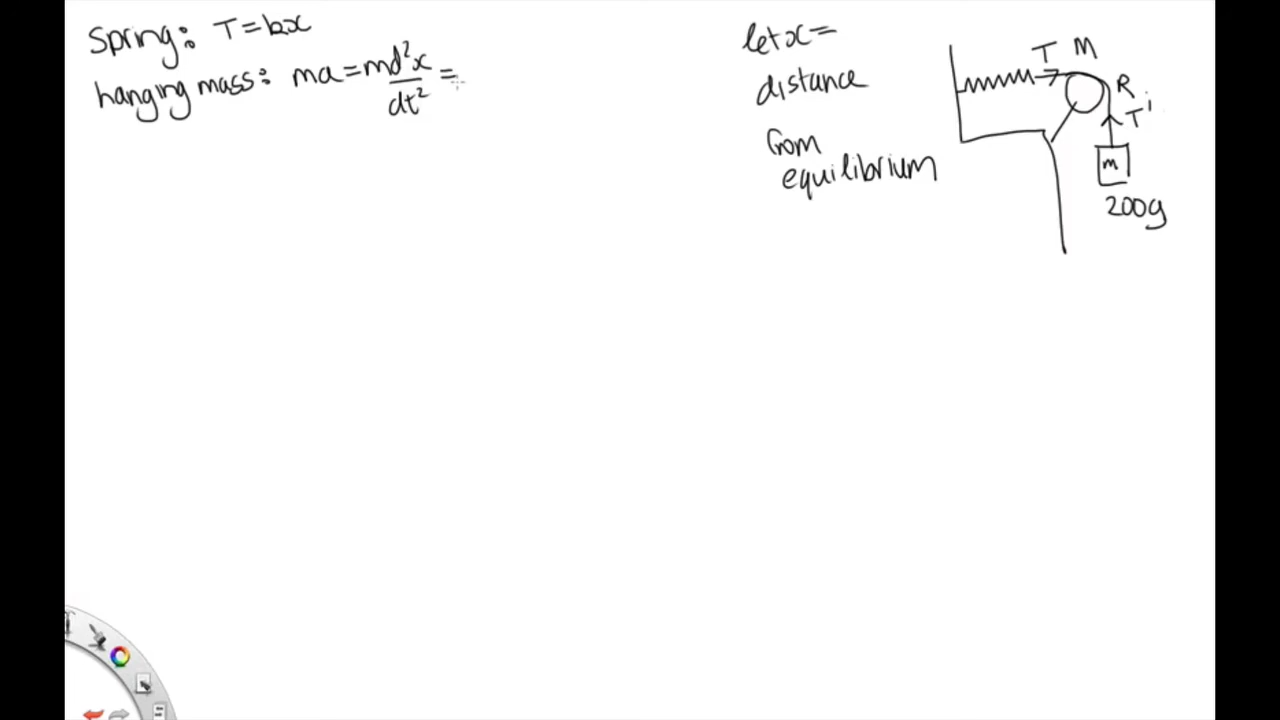 Spring: T=kx
hanging mass: ma = md²x/dt² =
let x =
distance
from
equilibrium
T M
R
T'
m
200g